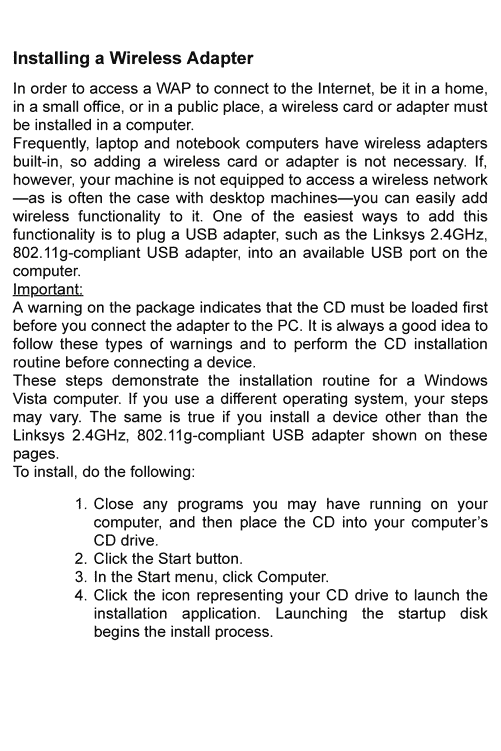 Installing a Wireless Adapter
In order to access a WAP to connect to the Internet, be it in a home,
in a small office, or in a public place, a wireless card or adapter must
be installed in a computer.
Frequently, laptop and notebook computers have wireless adapters
built-in, so adding a wireless card or adapter is not necessary. If,
however, your machine is not equipped to access a wireless network
—as is often the case with desktop machines—you can easily add
wireless functionality to it. One of the easiest ways to add this
functionality is to plug a USB adapter, such as the Linksys 2.4GHz,
802.11g-compliant USB adapter, into an available USB port on the
computer.
Important:
A warning on the package indicates that the CD must be loaded first
before you connect the adapter to the PC. It is always a good idea to
follow these types of warnings and to perform the CD installation
routine before connecting a device.
These steps demonstrate the installation routine for a Windows
Vista computer. If you use a different operating system, your steps
may vary. The same is true if you install a device other than the
Linksys 2.4GHz, 802.11g-compliant USB adapter shown on these
pages.
To install, do the following:
1. Close any programs you may have running on your
computer, and then place the CD into your computer's
CD drive.
2. Click the Start button.
3. In the Start menu, click Computer.
4. Click the icon representing your CD drive to launch the
installation application. Launching the startup disk
begins the install process.